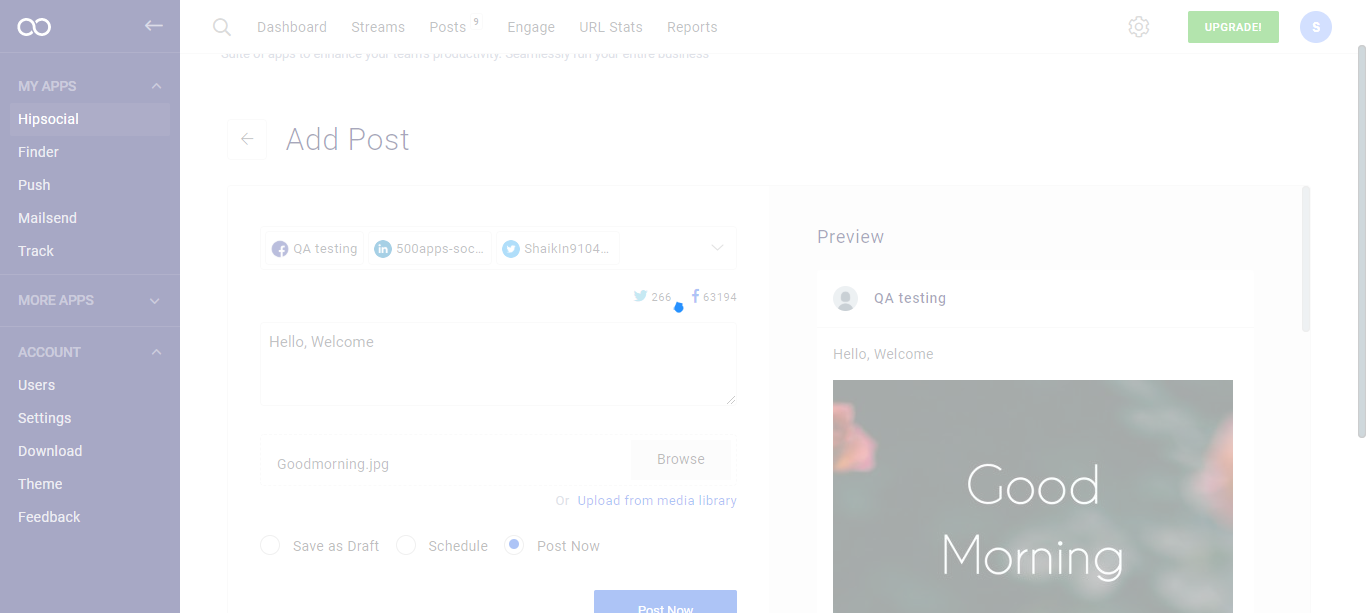 Dashboard Streams Posts 9 Engage URL Stats Reports UPGRADE! S
Suite of apps to enhance your team's productivity. Seamlessly run your entire business
MY APPS
Hipsocial
Finder
Push
Mailsend
Track
MORE APPS
ACCOUNT
Users
Settings
Download
Theme
Feedback
Add Post
QA testing 500apps-soc... ShaikIn9104...
266 63194
Hello, Welcome
Goodmorning.jpg Browse
Or Upload from media library
Save as Draft Schedule Post Now
Post Now
Preview
QA testing
Hello, Welcome
Good
Morning